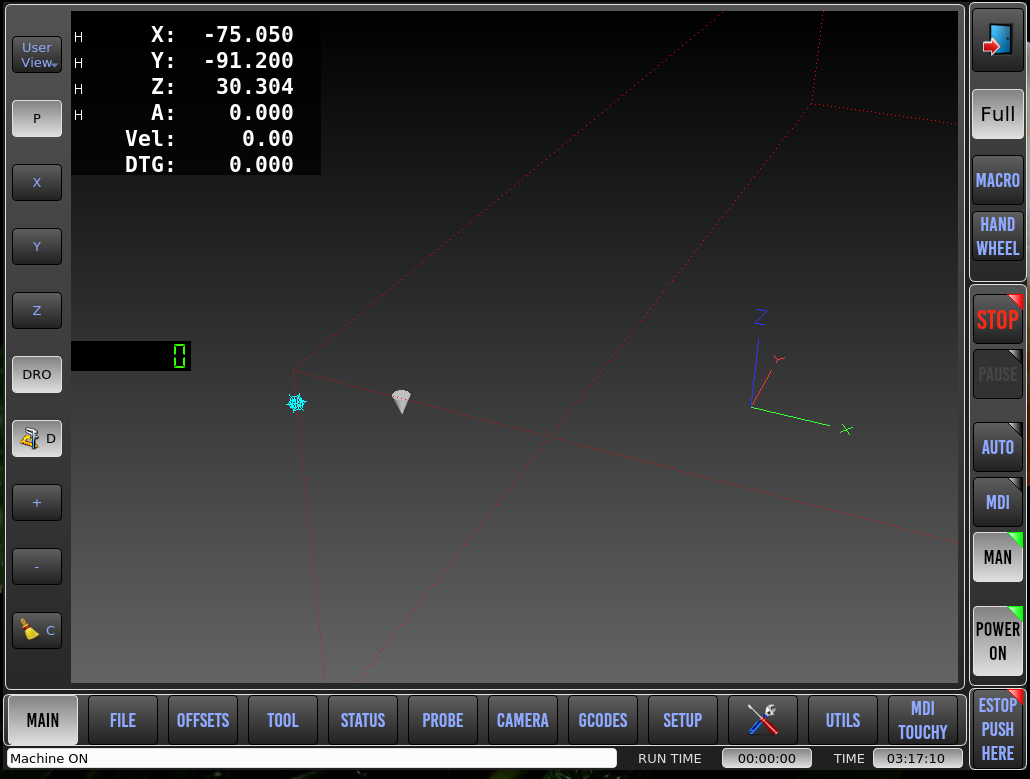 User
View
P
X
Y
Z
DRO
D
+
-
C
H X: -75.050
H Y: -91.200
H Z: 30.304
H A: 0.000
Vel: 0.00
DTG: 0.000
0
Z
Y
X
Full
MACRO
HAND
WHEEL
STOP
PAUSE
AUTO
MDI
MAN
POWER
ON
ESTOP
PUSH
HERE
MAIN
FILE
OFFSETS
TOOL
STATUS
PROBE
CAMERA
GCODES
SETUP
UTILS
MDI
TOUCHY
Machine ON
RUN TIME
00:00:00
TIME
03:17:10